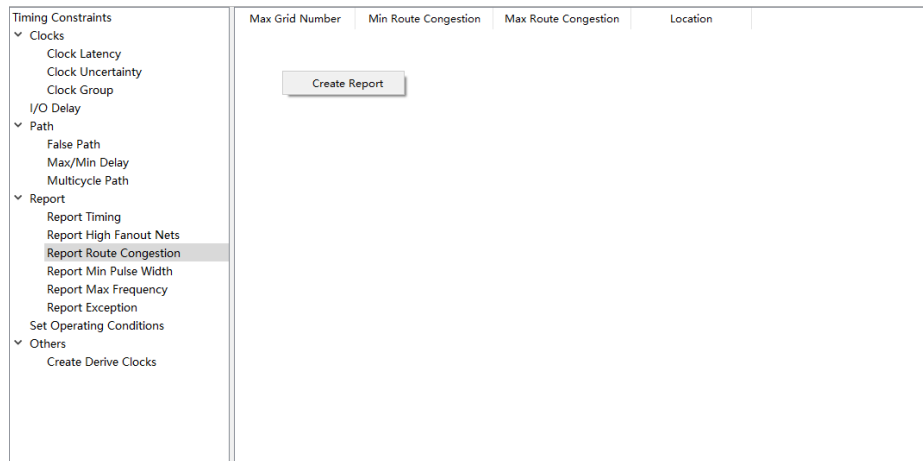 Timing Constraints
Clocks
Clock Latency
Clock Uncertainty
Clock Group
I/O Delay
Path
False Path
Max/Min Delay
Multicycle Path
Report
Report Timing
Report High Fanout Nets
Report Route Congestion
Report Min Pulse Width
Report Max Frequency
Report Exception
Set Operating Conditions
Others
Create Derive Clocks
Max Grid Number Min Route Congestion Max Route Congestion Location
Create Report